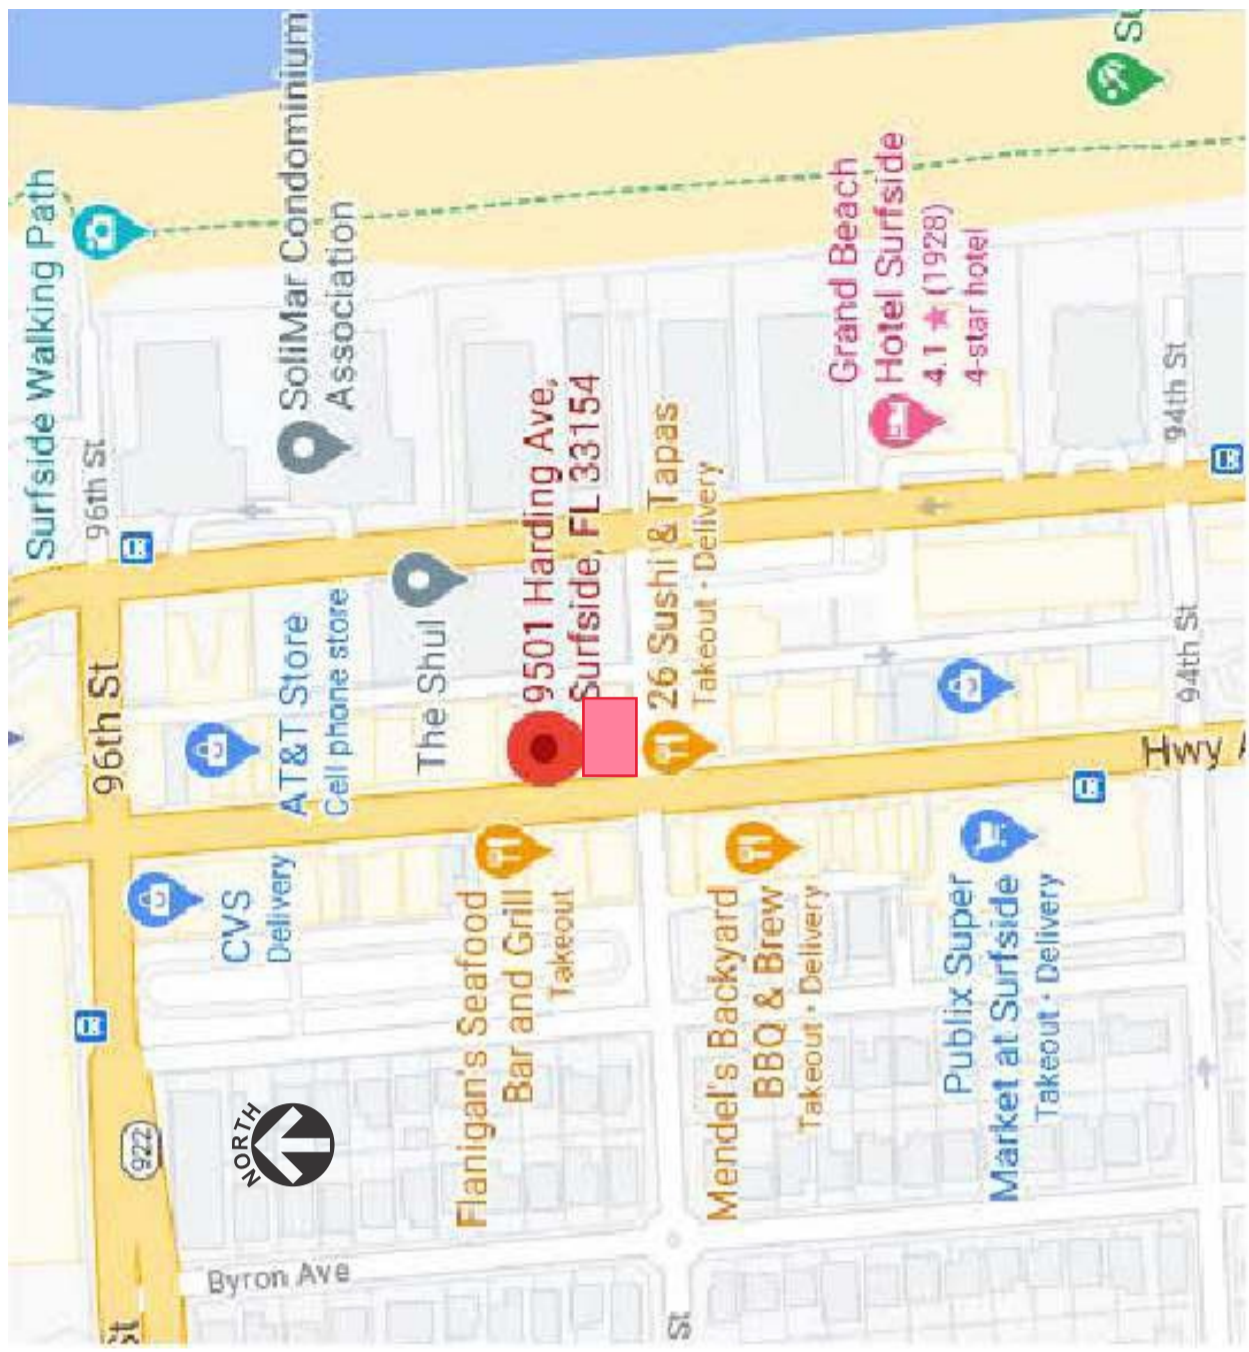 Surfside Walking Path
96th St
SoliMar Condominium
Association
Grand Beach
Hotel Surfside
4.1 ★ (1928)
4-star hotel
94th St
9501 Harding Ave,
Surfside, FL 33154
26 Sushi & Tapas
Takeout · Delivery
96th St
AT&T Store
Cell phone store
The Shul
94th St
Hwy
CVS
Delivery
Flanigan's Seafood
Bar and Grill
Takeout
Mendel's Backyard
BBQ & Brew
Takeout · Delivery
Publix Super
Market at Surfside
Takeout · Delivery
922
NORTH
Byron Ave
St
St